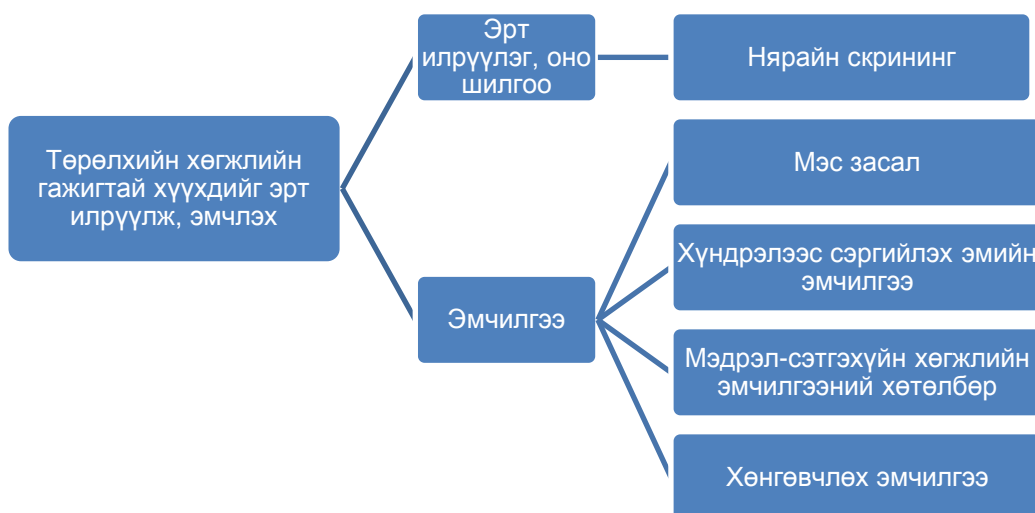 Төрөлхийн хөгжлийн
гажигтай хүүхдийг эрт
илрүүлж, эмчлэх
Эрт
илрүүлэг, оно
шилгоо
Нярайн скрининг
Эмчилгээ
Мэс засал
Хүндрэлээс сэргийлэх эмийн
эмчилгээ
Мэдрэл-сэтгэхүйн хөгжлийн
эмчилгээний хөтөлбөр
Хөнгөвчлөх эмчилгээ